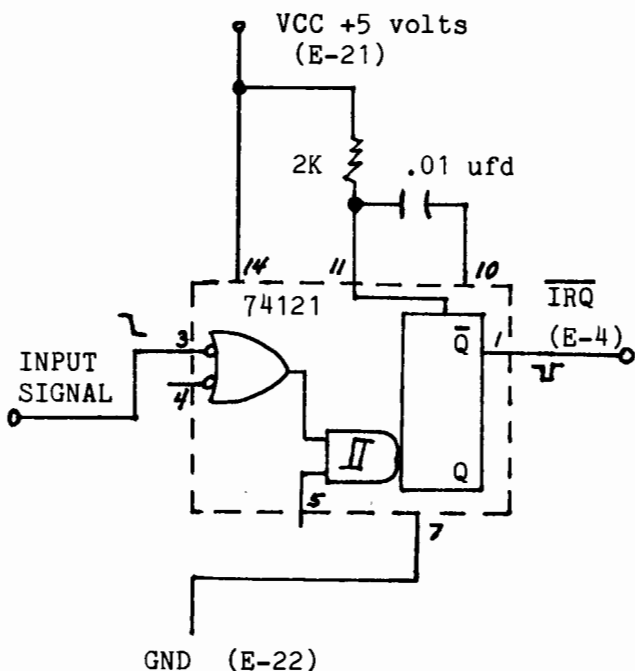 VCC +5 volts
(E-21)
2K
.01 ufd
14
11
10
74121
IRQ
(E-4)
3
Q
1
INPUT
SIGNAL
4
Q
5
7
GND (E-22)